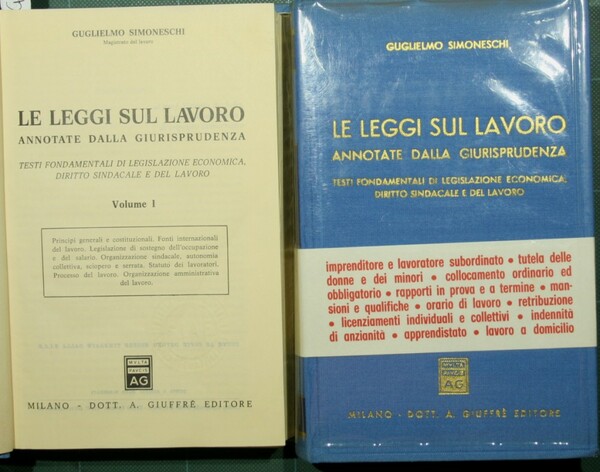 GUGLIELMO SIMONESCHI
Magistrato del lavoro
LE LEGGI SUL LAVORO
ANNOTATE DALLA GIURISPRUDENZA
TESTI FONDAMENTALI DI LEGISLAZIONE ECONOMICA,
DIRITTO SINDACALE E DEL LAVORO
Volume I
Principi generali e costituzionali. Fonti internazionali
del lavoro. Legislazione di sostegno dell'occupazione
e del salario. Organizzazione sindacale, autonomia
collettiva, sciopero e serrata. Statuto dei lavoratori.
Processo del lavoro. Organizzazione amministrativa
del lavoro.
MVLTA
PAVCIS
AG
MILANO - DOTT. A. GIUFFRÈ EDITORE
GUGLIELMO SIMONESCHI
LE LEGGI SUL LAVORO
ANNOTATE DALLA GIURISPRUDENZA
TESTI FONDAMENTALI DI LEGISLAZIONE ECONOMICA,
DIRITTO SINDACALE E DEL LAVORO
imprenditore e lavoratore subordinato • tutela delle
donne e dei minori • collocamento ordinario ed
obbligatorio • rapporti in prova e a termine • man-
sioni e qualifiche • orario di lavoro • retribuzione
• licenziamenti individuali e collettivi • indennità
di anzianità • apprendistato • lavoro a domicilio
MVLTA
PAVCIS
AG
MILANO - DOTT. A. GIUFFRÈ EDITORE